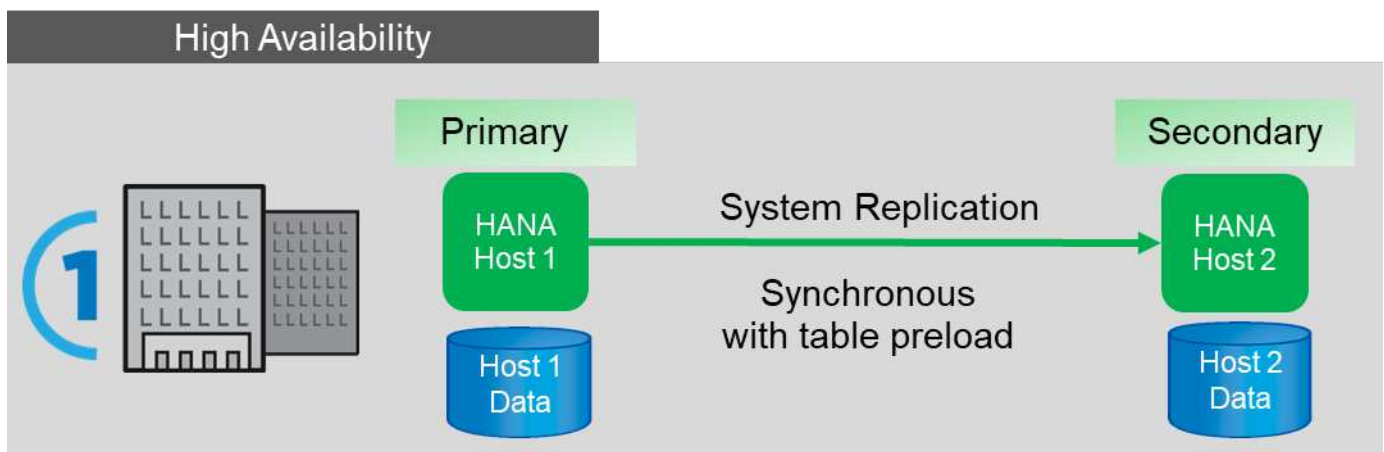 High Availability
Primary
Secondary
HANA
Host 1
System Replication
HANA
Host 2
1
Synchronous
with table preload
Host 1
Data
Host 2
Data